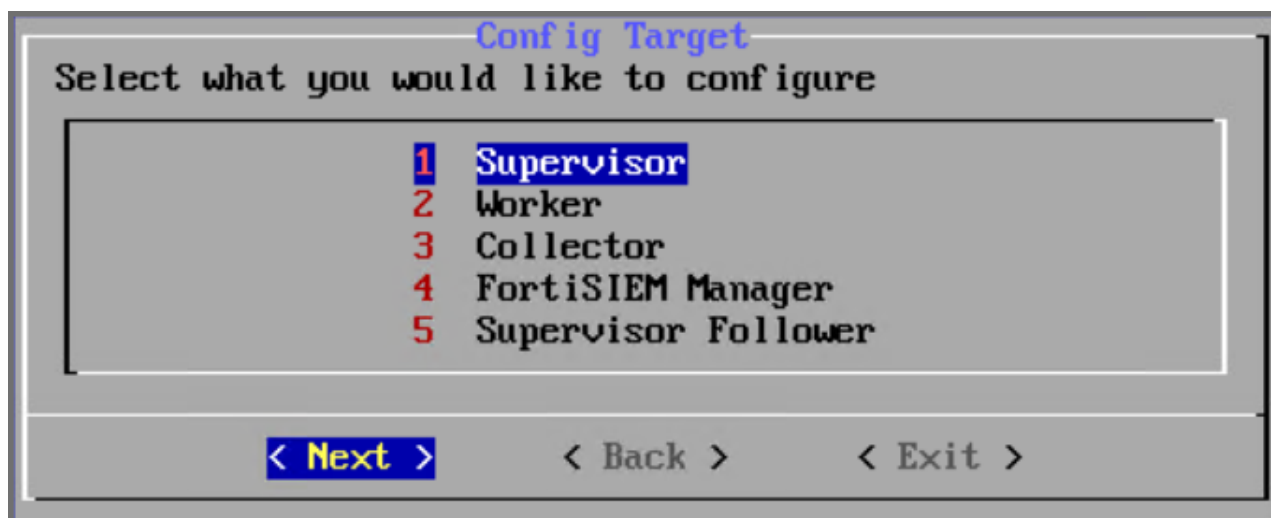 Config Target
Select what you would like to configure
1 Supervisor
2 Worker
3 Collector
4 FortiSIEM Manager
5 Supervisor Follower
< Next > < Back > < Exit >